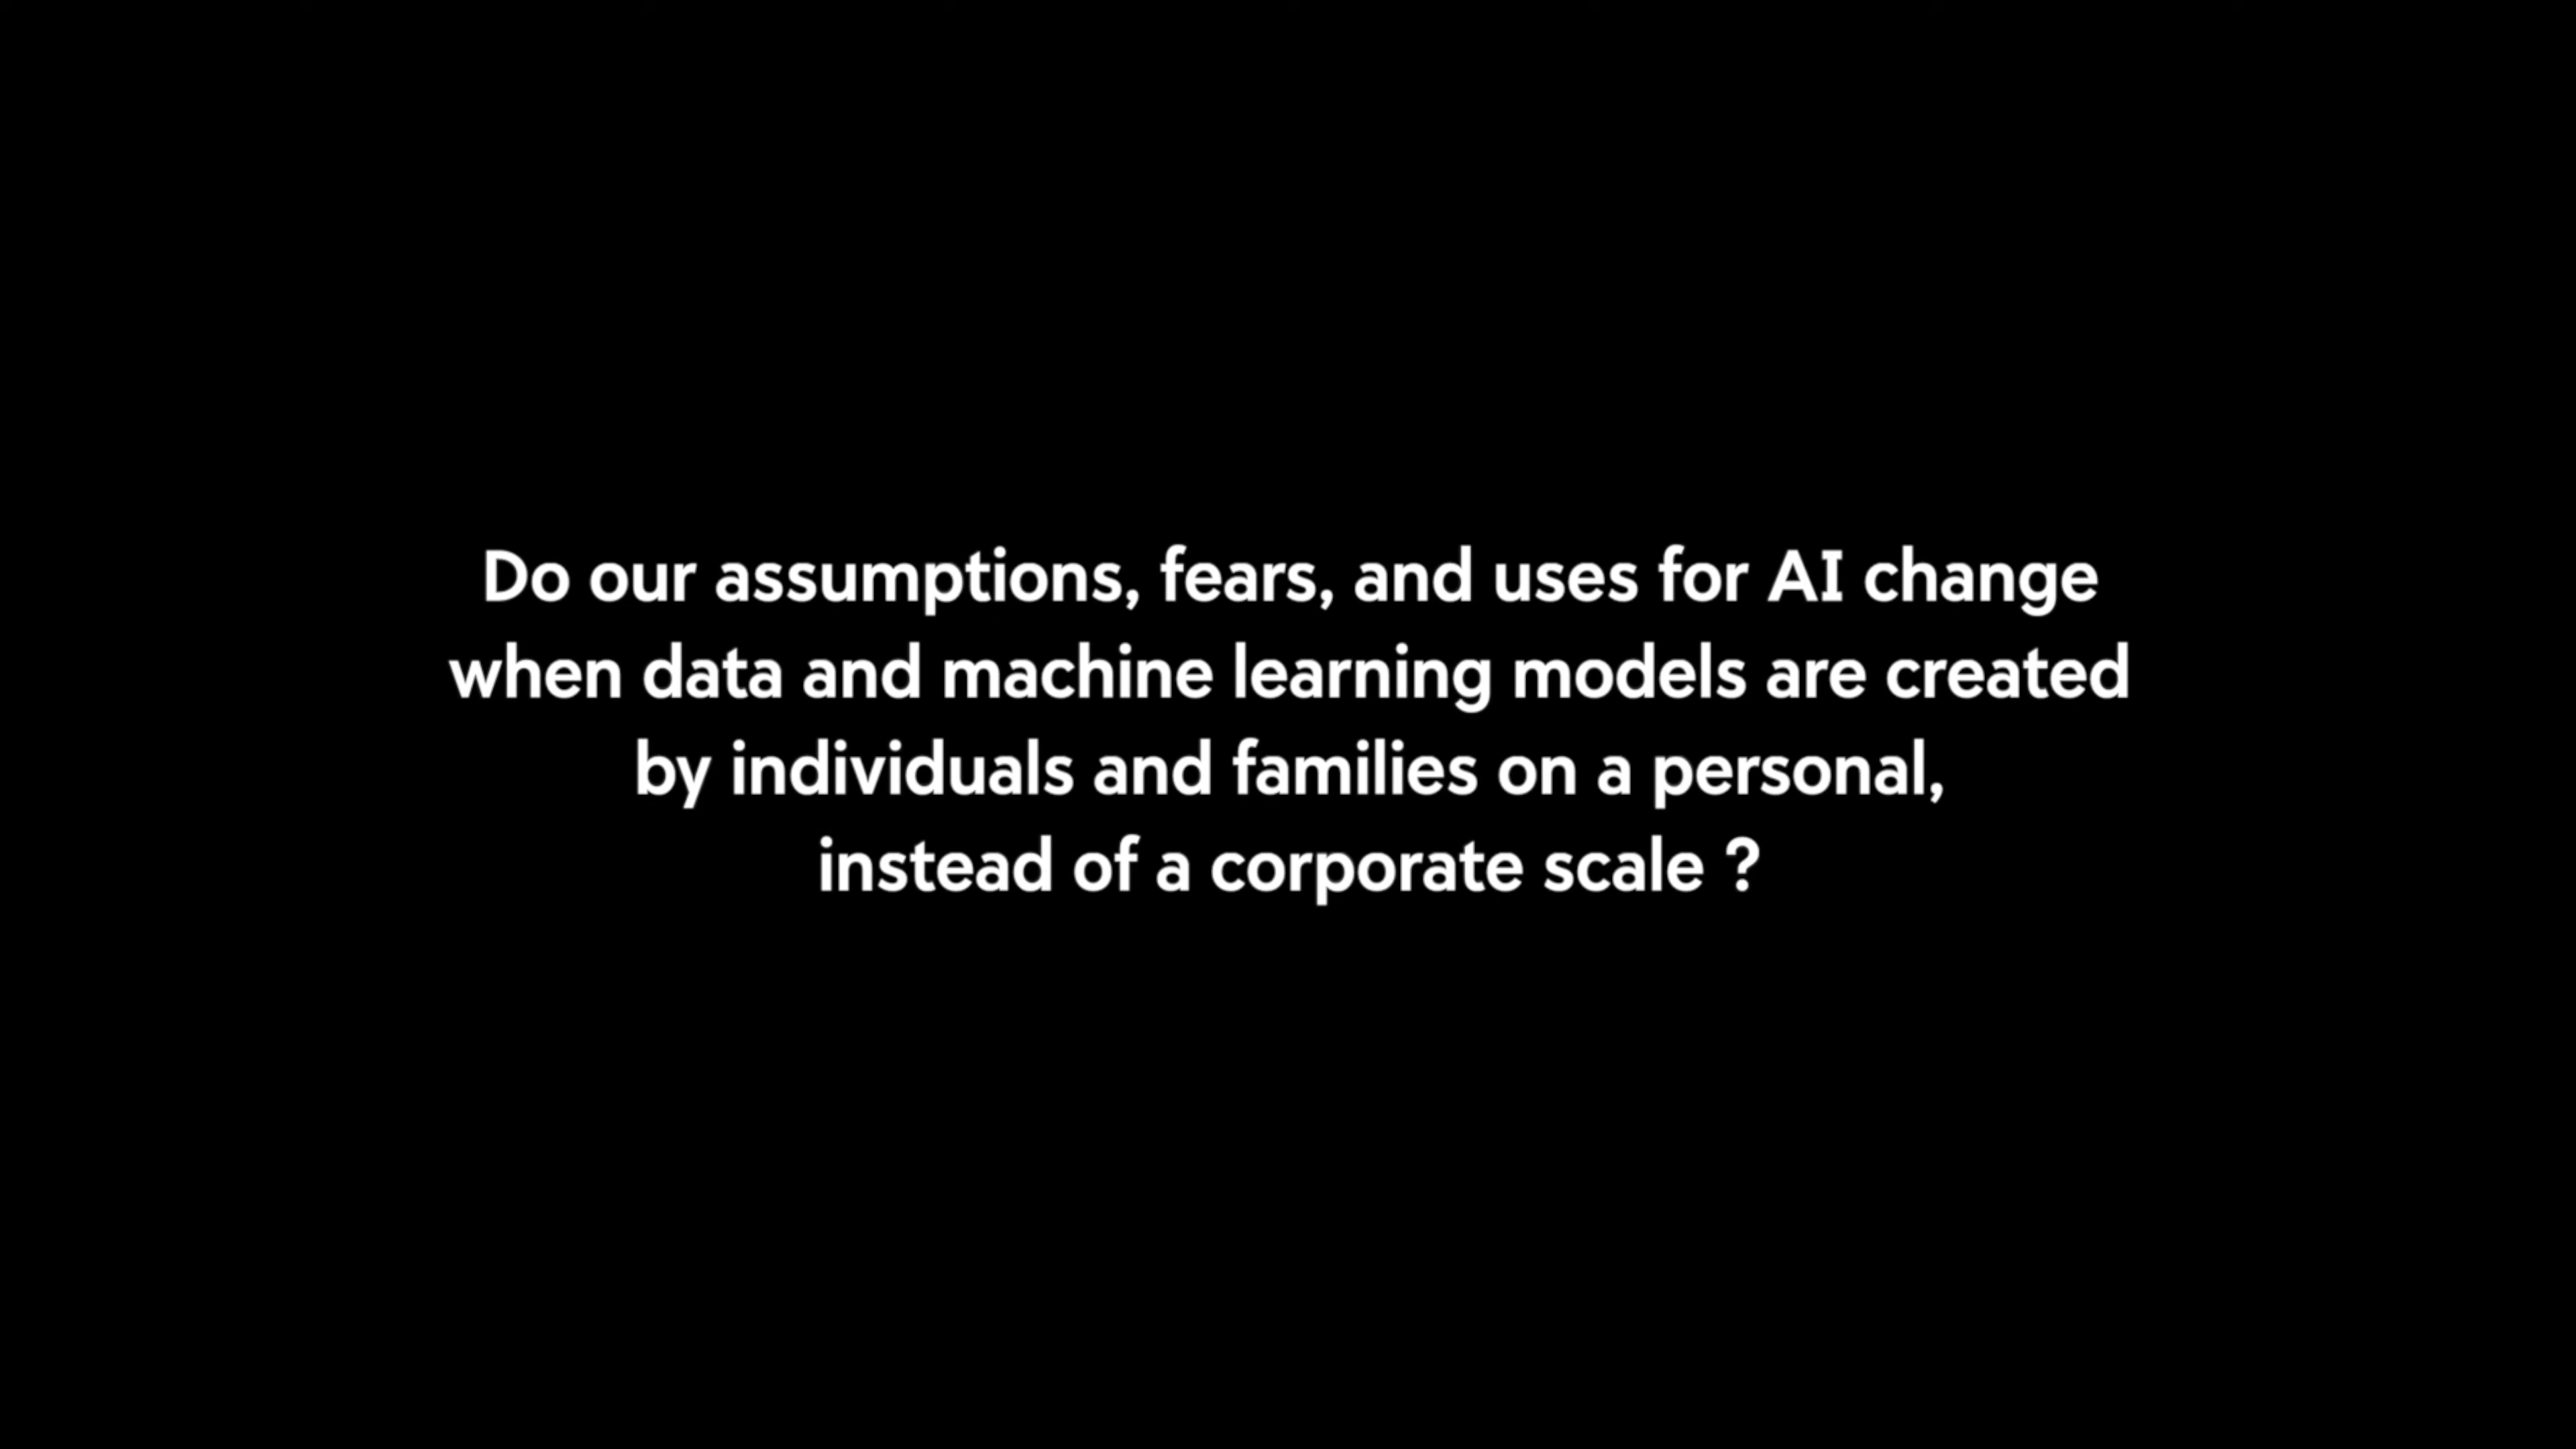 Do our assumptions, fears, and uses for AI change
when data and machine learning models are created
by individuals and families on a personal,
instead of a corporate scale ?